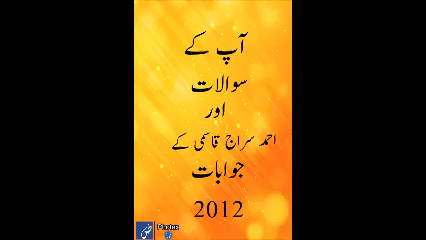 آپ کے
سوالات
اور
احمد سراج قاسمی کے
جوابات
2012